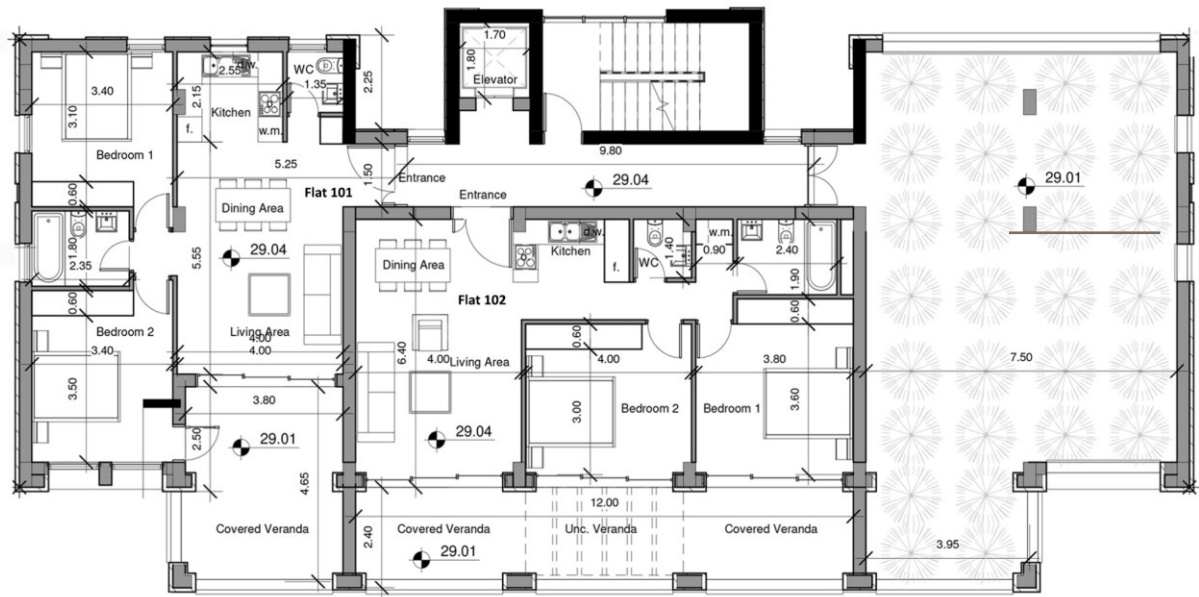 1.70
1.80
Elevator
2.55
d.w.
WC
1.35
2.25
3.40
3.10
2.15
Kitchen
f.
w.m.
Bedroom 1
5.25
1.50
Entrance
9.80
29.04
29.01
Entrance
0.60
Flat 101
Dining Area
1.80
2.35
5.55
29.04
Dining Area
d.w.
Kitchen
f.
WC
1.40
w.m.
0.90
2.40
1.90
0.60
Flat 102
0.60
Bedroom 2
Living Area
4.00
4.00
3.40
3.50
6.40
4.00
Living Area
0.60
4.00
3.80
7.50
3.00
Bedroom 2
Bedroom 1
3.60
3.80
2.50
29.01
4.65
29.04
12.00
Covered Veranda
2.40
Covered Veranda
Unc. Veranda
Covered Veranda
29.01
3.95